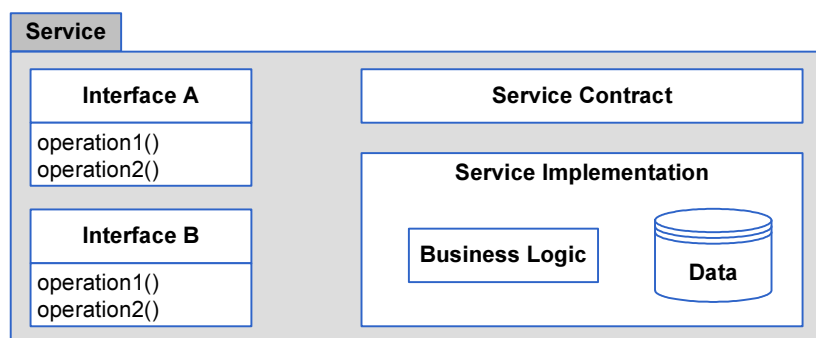 Service
Interface A
operation1()
operation2()
Interface B
operation1()
operation2()
Service Contract
Service Implementation
Business Logic
Data